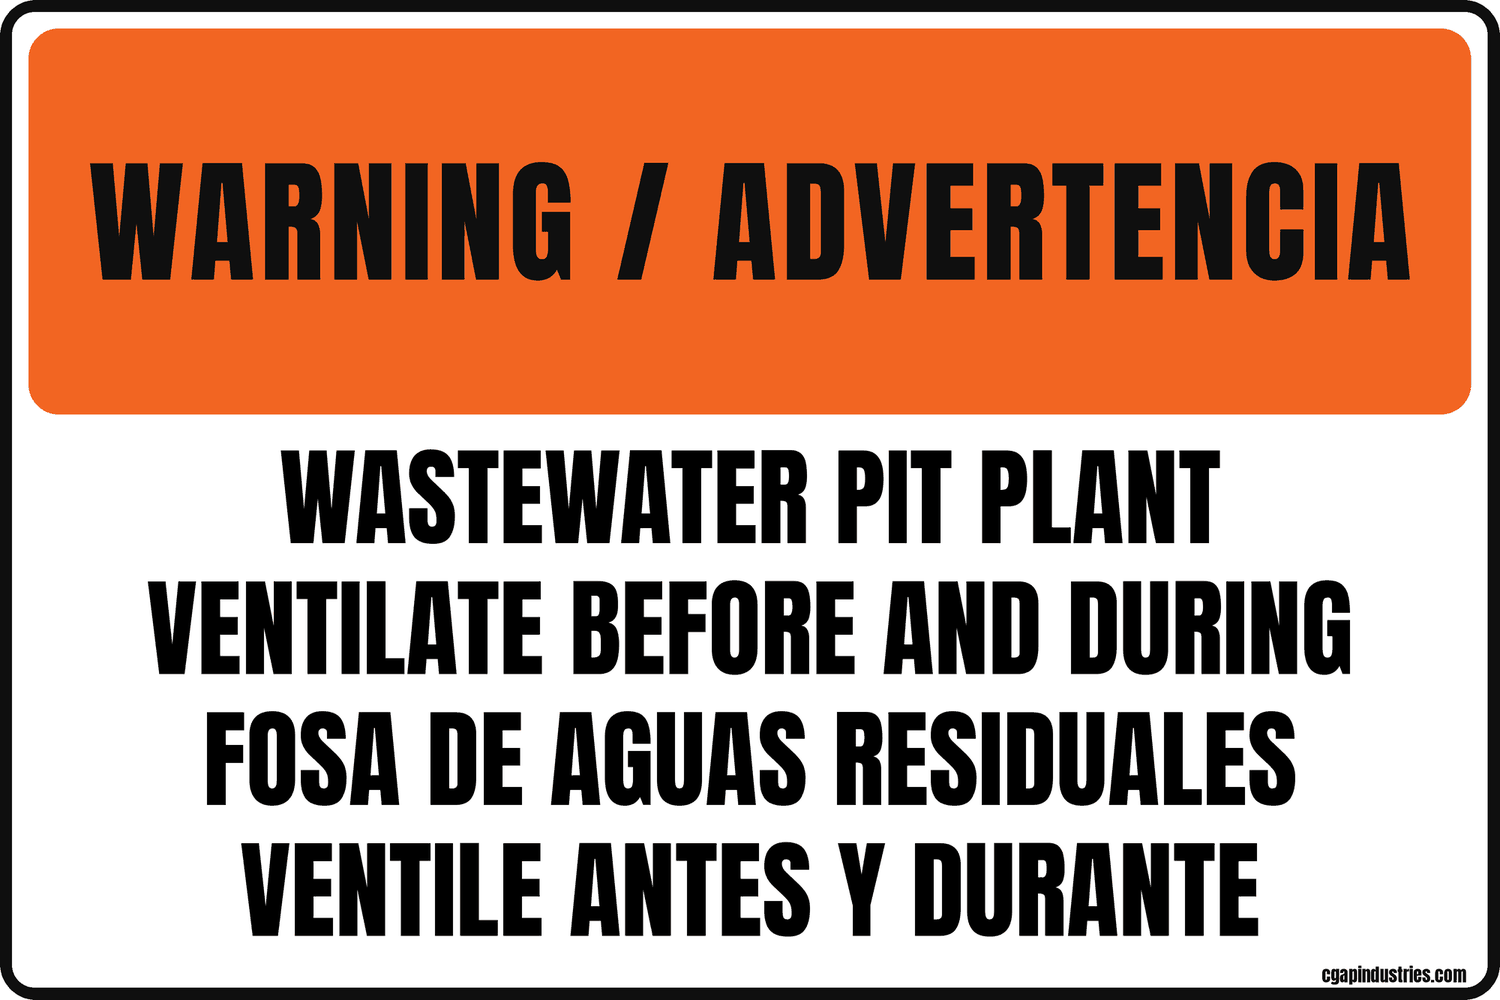 WARNING / ADVERTENCIA
WASTEWATER PIT PLANT
VENTILATE BEFORE AND DURING
FOSA DE AGUAS RESIDUALES
VENTILE ANTES Y DURANTE
cgapindustries.com